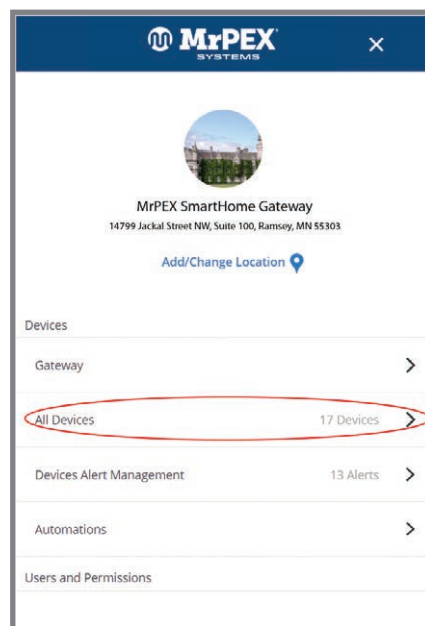 MrPEX
SYSTEMS
MrPEX SmartHome Gateway
14799 Jackal Street NW, Suite 100, Ramsey, MN 55303
Add/Change Location
Devices
Gateway
All Devices 17 Devices
Devices Alert Management 13 Alerts
Automations
Users and Permissions